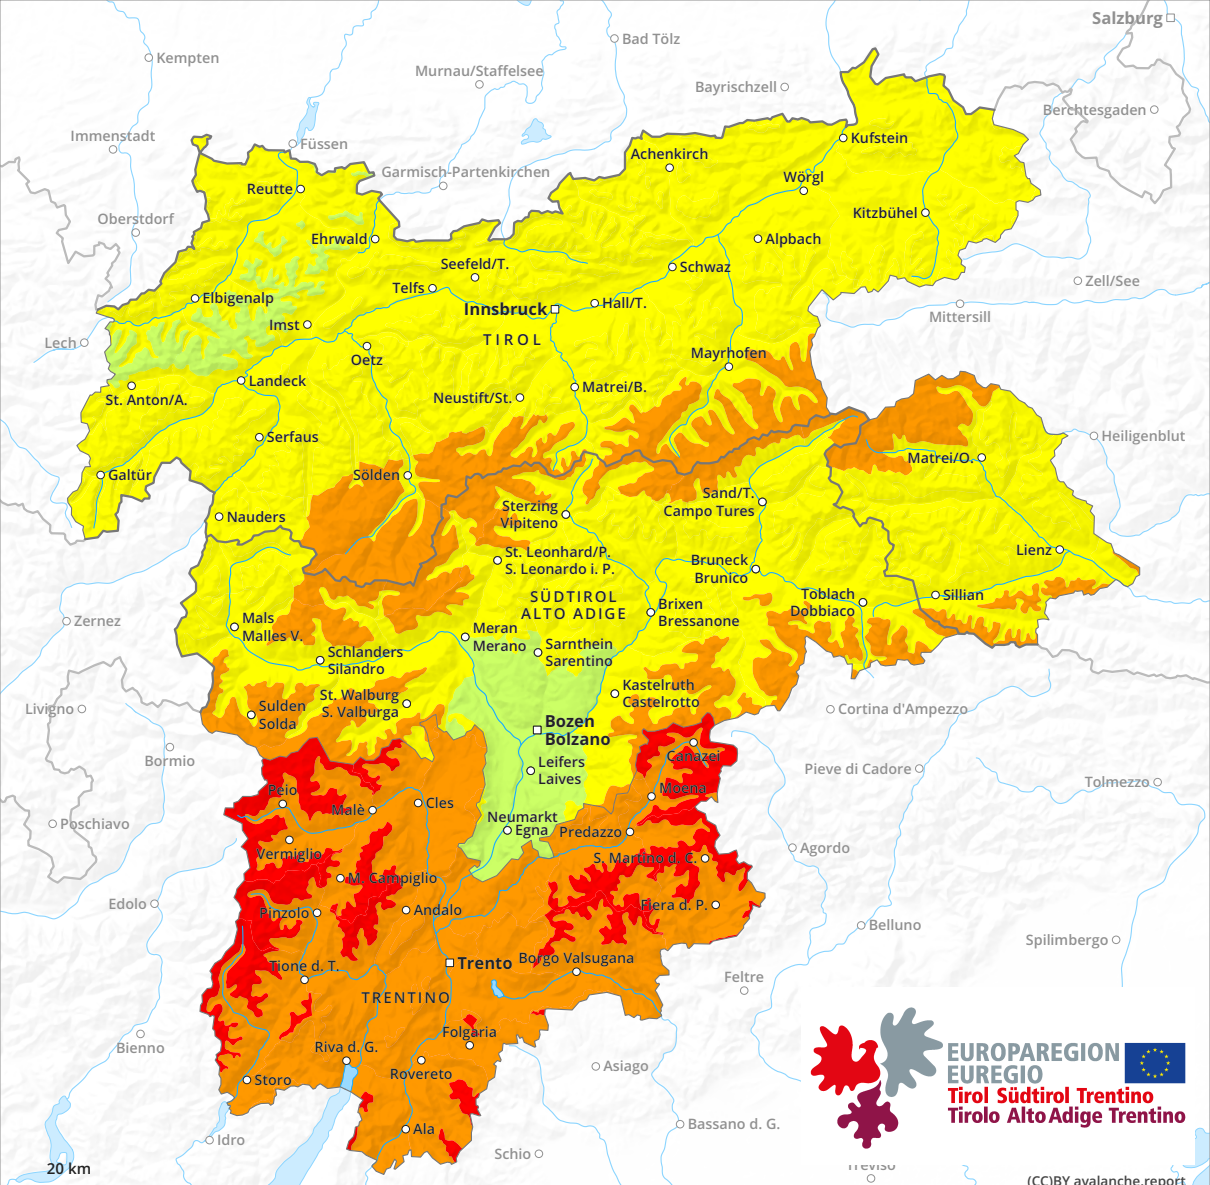 Salzburg
Bad Tölz
Kempten
Murnau/Staffelsee
Bayrischzell
Berchtesgaden
Immenstadt
Füssen
Kufstein
Achenkirch
Garmisch-Partenkirchen
Wörgl
Reutte
Oberstdorf
Kitzbühel
Ehrwald
Alpbach
Seefeld/T.
Schwaz
Telfs
Zell/See
Elbigenalp
Hall/T.
Innsbruck
Mittersill
Imst
TIROL
Lech
Oetz
Mayrhofen
Landeck
Matrei/B.
St. Anton/A.
Neustift/St.
Serfaus
Heiligenblut
Matrei/O.
Galtür
Sölden
Sand/T.
Campo Tures
Sterzing
Vipiteno
Nauders
St. Leonhard/P.
S. Leonardo i. P.
Lienz
Bruneck
Brunico
SÜDTIROL
ALTO ADIGE
Toblach
Dobbiaco
Sillian
Brixen
Bressanone
Zernez
Mals
Malles V.
Meran
Merano
Sarnthein
Sarentino
Schlanders
Silandro
Kastelruth
Castelrotto
St. Walburg
S. Valburga
Livigno
Sulden
Solda
Cortina d'Ampezzo
Bozen
Bolzano
Bormio
Canazei
Leifers
Laives
Pieve di Cadore
Tolmezzo
Peio
Moena
Malè
Cles
Neumarkt
Egna
Poschiavo
Predazzo
Vermiglio
Agordo
S. Martino d. C.
M. Campiglio
Edolo
Pinzolo
Andalo
Fiera d. P.
Belluno
Spilimbergo
Borgo Valsugana
Tione d. T.
Trento
Feltre
TRENTINO
Folgaria
Bienno
Riva d. G.
EUROPAREGION
EUREGIO
Asiago
Rovereto
Storo
Tirol Südtirol Trentino
Tirolo Alto Adige Trentino
Ala
Bassano d. G.
Idro
Schio
Treviso
20 km
(CC)BY avalanche.report